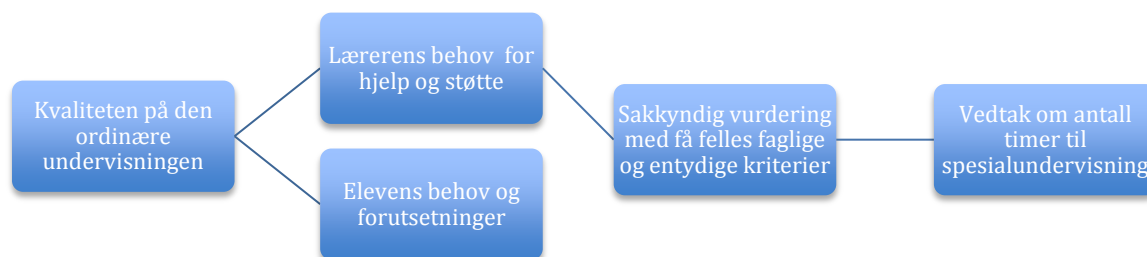 Kvaliteten på den
ordinære
undervisningen
Lærerens behov for
hjelp og støtte
Elevens behov og
forutsetninger
Sakkyndig vurdering
med få felles faglige
og entydige kriterier
Vedtak om antall
timer til
spesialundervisning